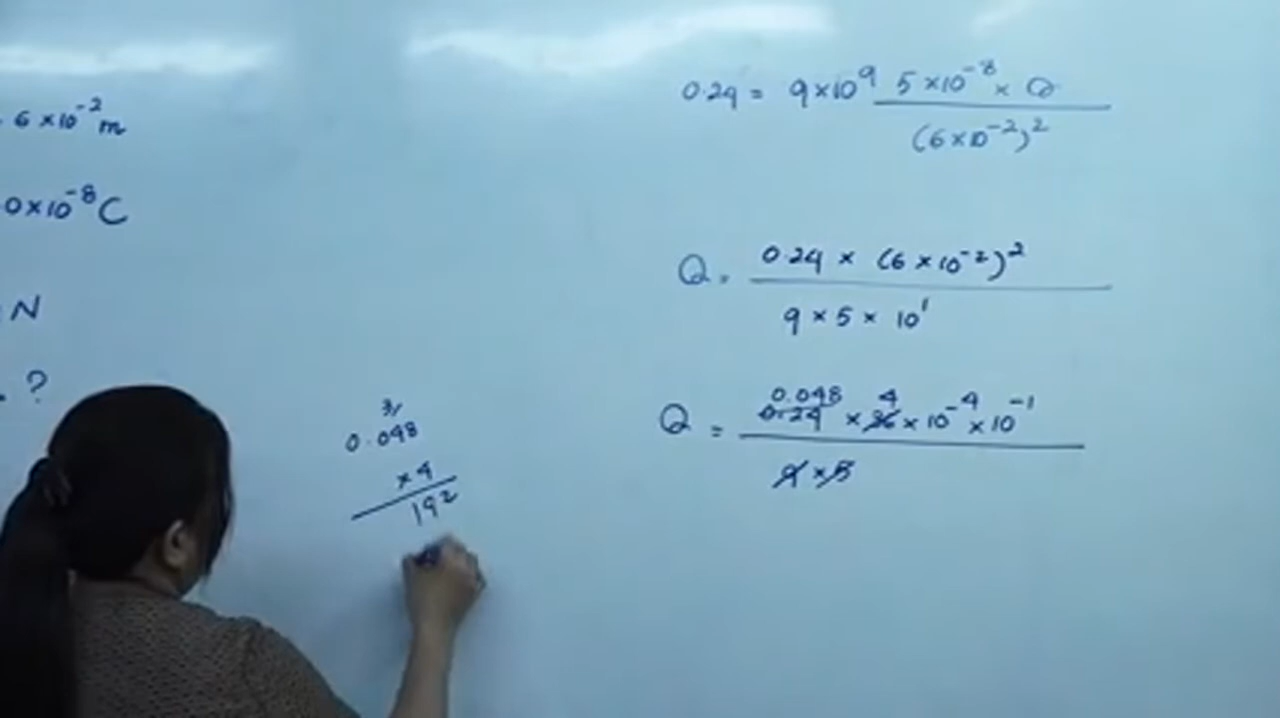 . 6 × 10⁻² m
0 × 10⁻⁸ C
N
. ?
3/
0.048
× 4
192
0.24 = 9 × 10⁹ 5 × 10⁻⁸ × Q
(6 × 10⁻²)²
Q = 0.24 × (6 × 10⁻²)²
9 × 5 × 10¹
0.048 4
Q = 0.24 × 36 × 10⁻⁴ × 10⁻¹
9 × 5